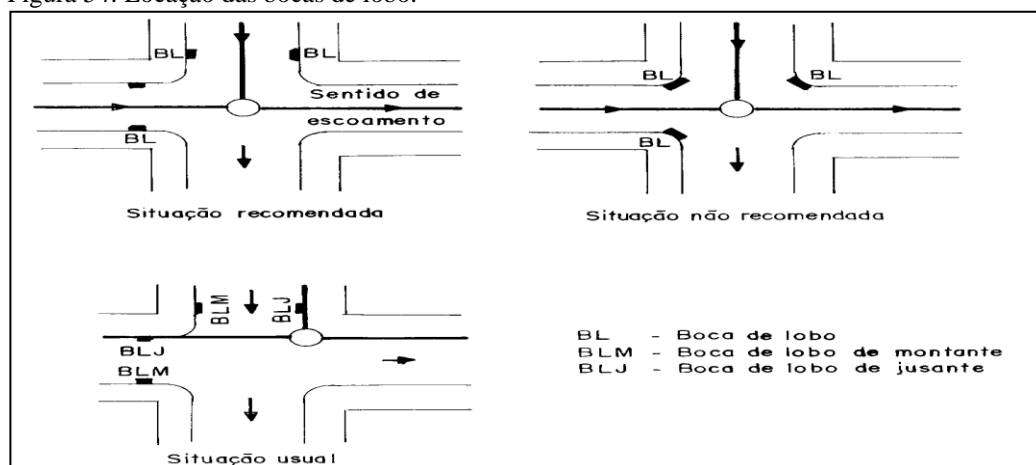 Figura 34: Locação das bocas de lobo.
BL
BL
Sentido de
escoamento
BL
Situação recomendada
BL
BL
BL
Situação não recomendada
BLM
BLJ
BLJ
BLM
Situação usual
BL - Boca de lobo
BLM - Boca de lobo de montante
BLJ - Boca de lobo de jusante